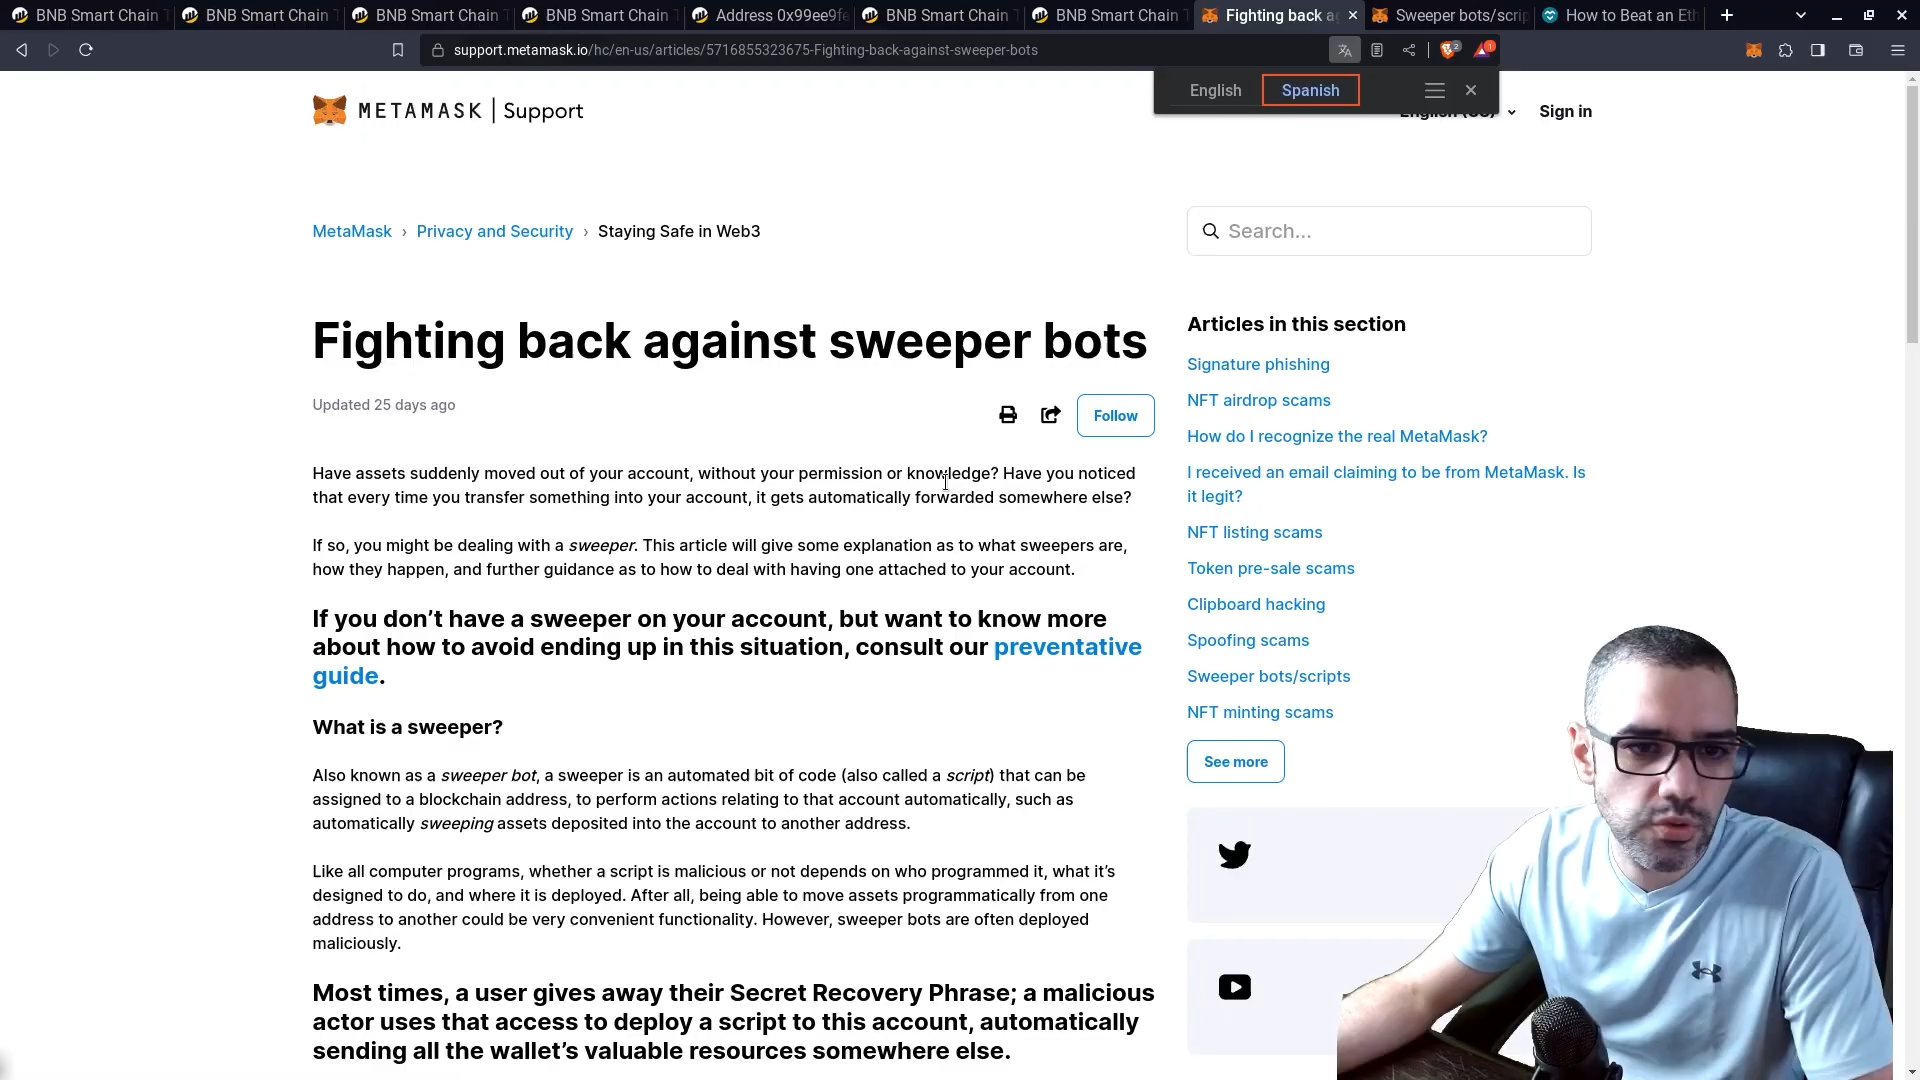 BNB Smart Chain T
BNB Smart Chain T
BNB Smart Chain T
BNB Smart Chain T
Address 0x99ee9fe
BNB Smart Chain T
BNB Smart Chain T
Fighting back ag
Sweeper bots/scrip
How to Beat an Eth
support.metamask.io/hc/en-us/articles/5716855323675-Fighting-back-against-sweeper-bots
2
1
English
Spanish
METAMASK | Support
English (US)
Sign in
MetaMask › Privacy and Security › Staying Safe in Web3
Search...
Fighting back against sweeper bots
Updated 25 days ago
Follow
Have assets suddenly moved out of your account, without your permission or knowledge? Have you noticed
that every time you transfer something into your account, it gets automatically forwarded somewhere else?
If so, you might be dealing with a sweeper. This article will give some explanation as to what sweepers are,
how they happen, and further guidance as to how to deal with having one attached to your account.
If you don’t have a sweeper on your account, but want to know more
about how to avoid ending up in this situation, consult our preventative
guide.
What is a sweeper?
Also known as a sweeper bot, a sweeper is an automated bit of code (also called a script) that can be
assigned to a blockchain address, to perform actions relating to that account automatically, such as
automatically sweeping assets deposited into the account to another address.
Like all computer programs, whether a script is malicious or not depends on who programmed it, what it’s
designed to do, and where it is deployed. After all, being able to move assets programmatically from one
address to another could be very convenient functionality. However, sweeper bots are often deployed
maliciously.
Most times, a user gives away their Secret Recovery Phrase; a malicious
actor uses that access to deploy a script to this account, automatically
sending all the wallet’s valuable resources somewhere else.
Articles in this section
Signature phishing
NFT airdrop scams
How do I recognize the real MetaMask?
I received an email claiming to be from MetaMask. Is
it legit?
NFT listing scams
Token pre-sale scams
Clipboard hacking
Spoofing scams
Sweeper bots/scripts
NFT minting scams
See more